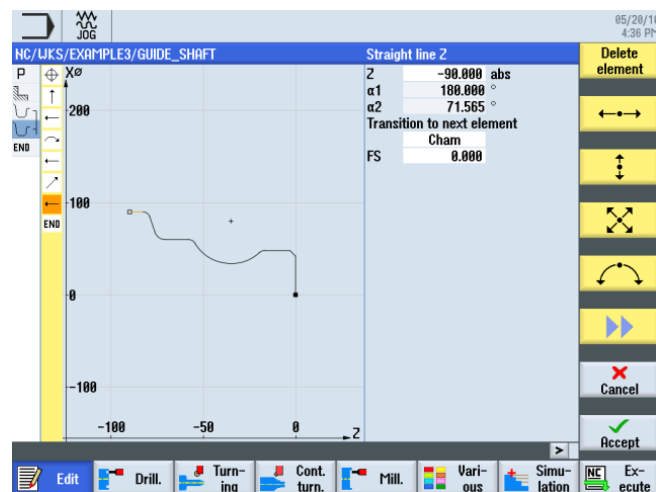 JOG
05/20/1
4:36 PM
NC/WKS/EXAMPLE3/GUIDE_SHAFT
Straight line Z
Delete
element
P
END
END
XØ
200
100
0
-100
-100
-50
0
Z
Z -90.000 abs
α1 180.000 °
α2 71.565 °
Transition to next element
Cham
FS 0.000
Cancel
Accept
>
Edit
Drill.
Turn-
ing
Cont.
turn.
Mill.
Vari-
ous
Simu-
lation
NC
Ex-
ecute